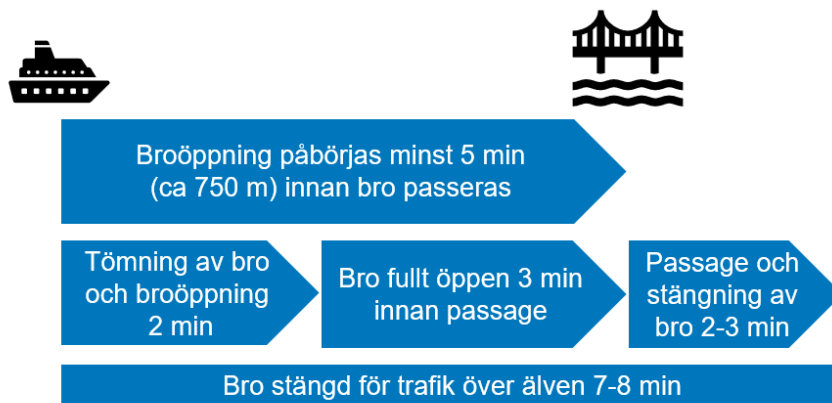 Broöppning påbörjas minst 5 min
(ca 750 m) innan bro passeras
Tömning av bro
och broöppning
2 min
Bro fullt öppen 3 min
innan passage
Passage och
stängning av
bro 2-3 min
Bro stängd för trafik över älven 7-8 min